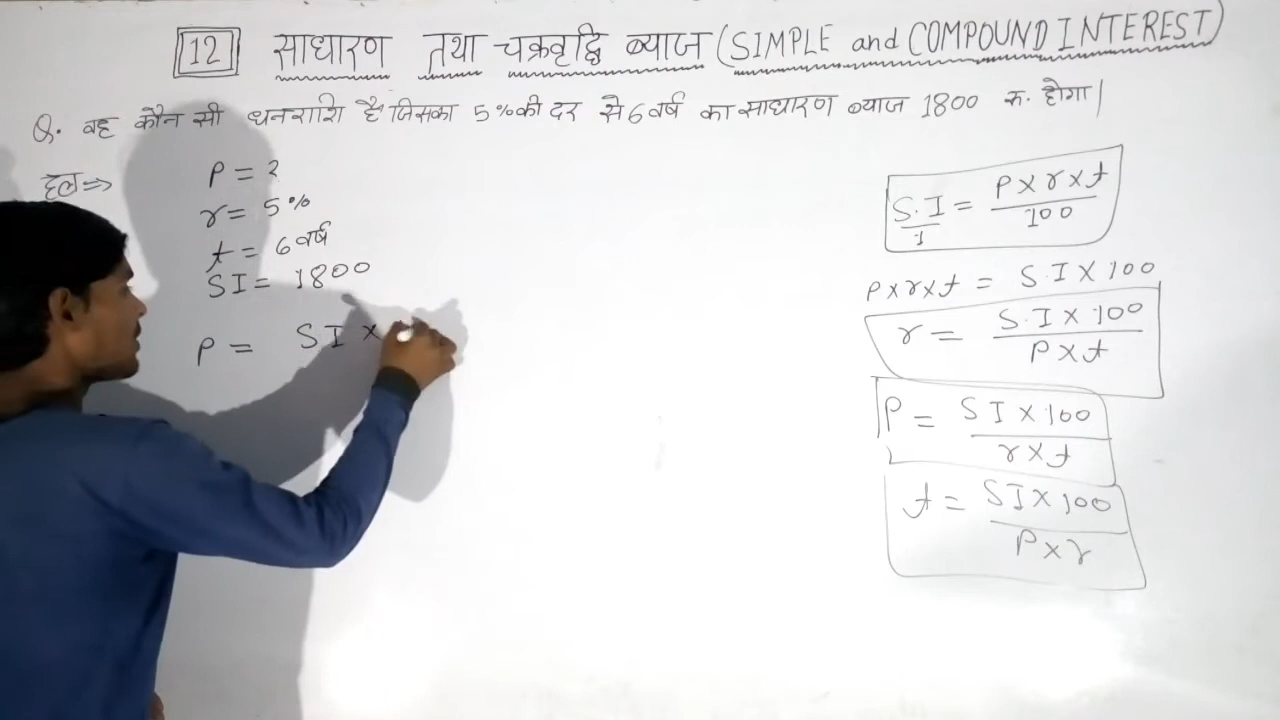 12 साधारण तथा चक्रवृद्धि ब्याज (SIMPLE and COMPOUND INTEREST)
Q. वह कौन सी धनराशि है जिसका 5% की दर से 6 वर्ष का साधारण ब्याज 1800 रु. होगा|
हल⇒
P = ?
r = 5%
t = 6 वर्ष
SI = 1800
P = SI ×
S.I/1 = P×r×t/100
P×r×t = S.I × 100
r = S.I × 100/P×t
P = SI × 100/r×t
t = SI × 100/P×r